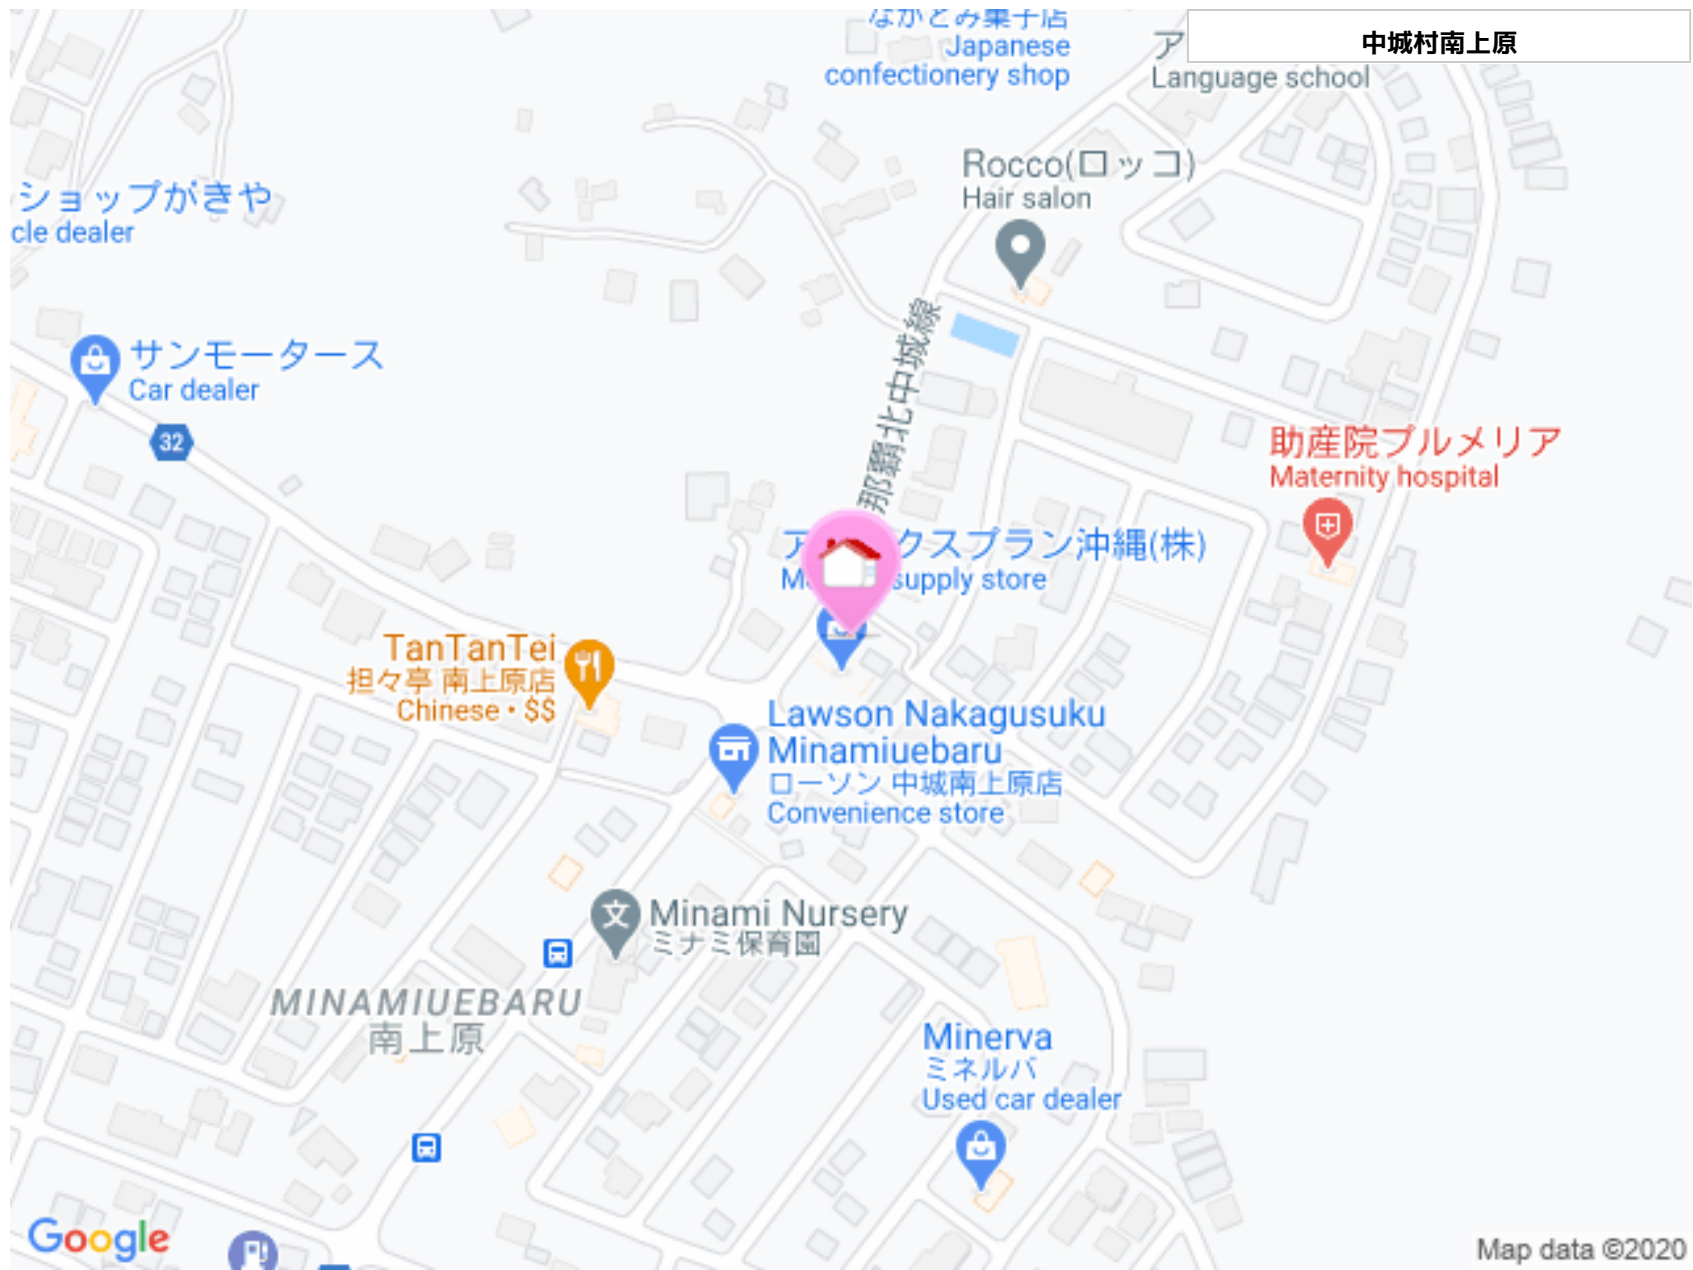 中城村南上原
Japanese
confectionery shop
ア
Language school
Rocco(ロッコ)
Hair salon
ショップがきや
cle dealer
サンモータース
Car dealer
32
那覇北中城線
助産院プルメリア
Maternity hospital
ア
クスプラン沖縄(株)
supply store
TanTanTei
担々亭 南上原店
Chinese • $$
Lawson Nakagusuku
Minamiuebaru
ローソン 中城南上原店
Convenience store
文
Minami Nursery
ミナミ保育園
MINAMIUEBARU
南上原
Minerva
ミネルバ
Used car dealer
Google
Map data ©2020